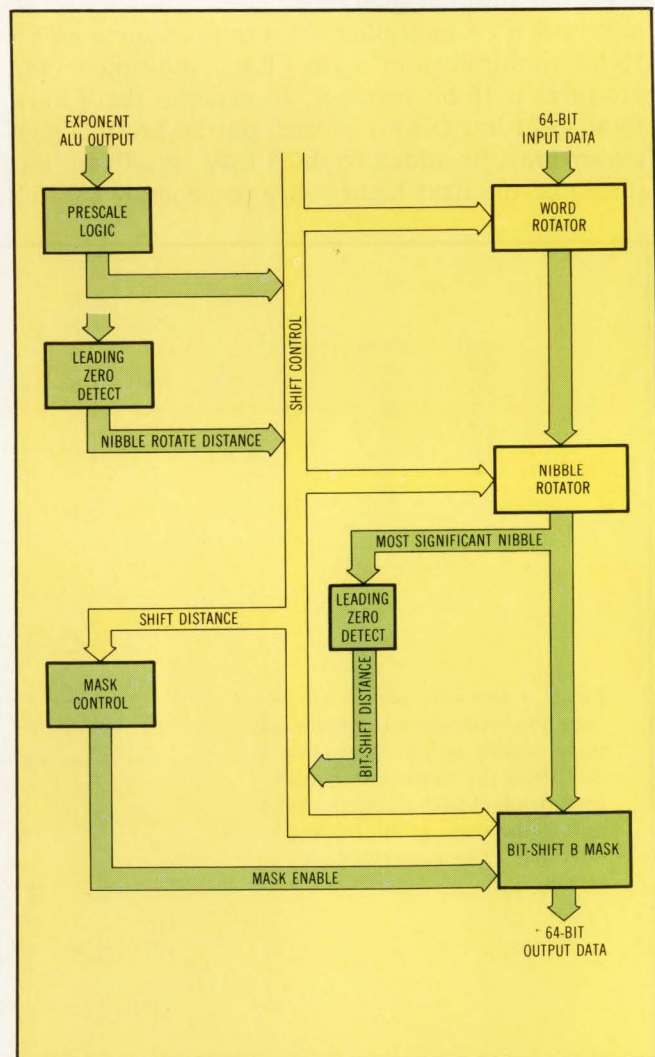 EXPONENT
ALU OUTPUT
64-BIT
INPUT DATA
PRESCALE
LOGIC
WORD
ROTATOR
LEADING
ZERO
DETECT
SHIFT CONTROL
NIBBLE ROTATE DISTANCE
NIBBLE
ROTATOR
MOST SIGNIFICANT NIBBLE
LEADING
ZERO
DETECT
SHIFT DISTANCE
MASK
CONTROL
BIT-SHIFT DISTANCE
BIT-SHIFT B MASK
MASK ENABLE
64-BIT
OUTPUT DATA